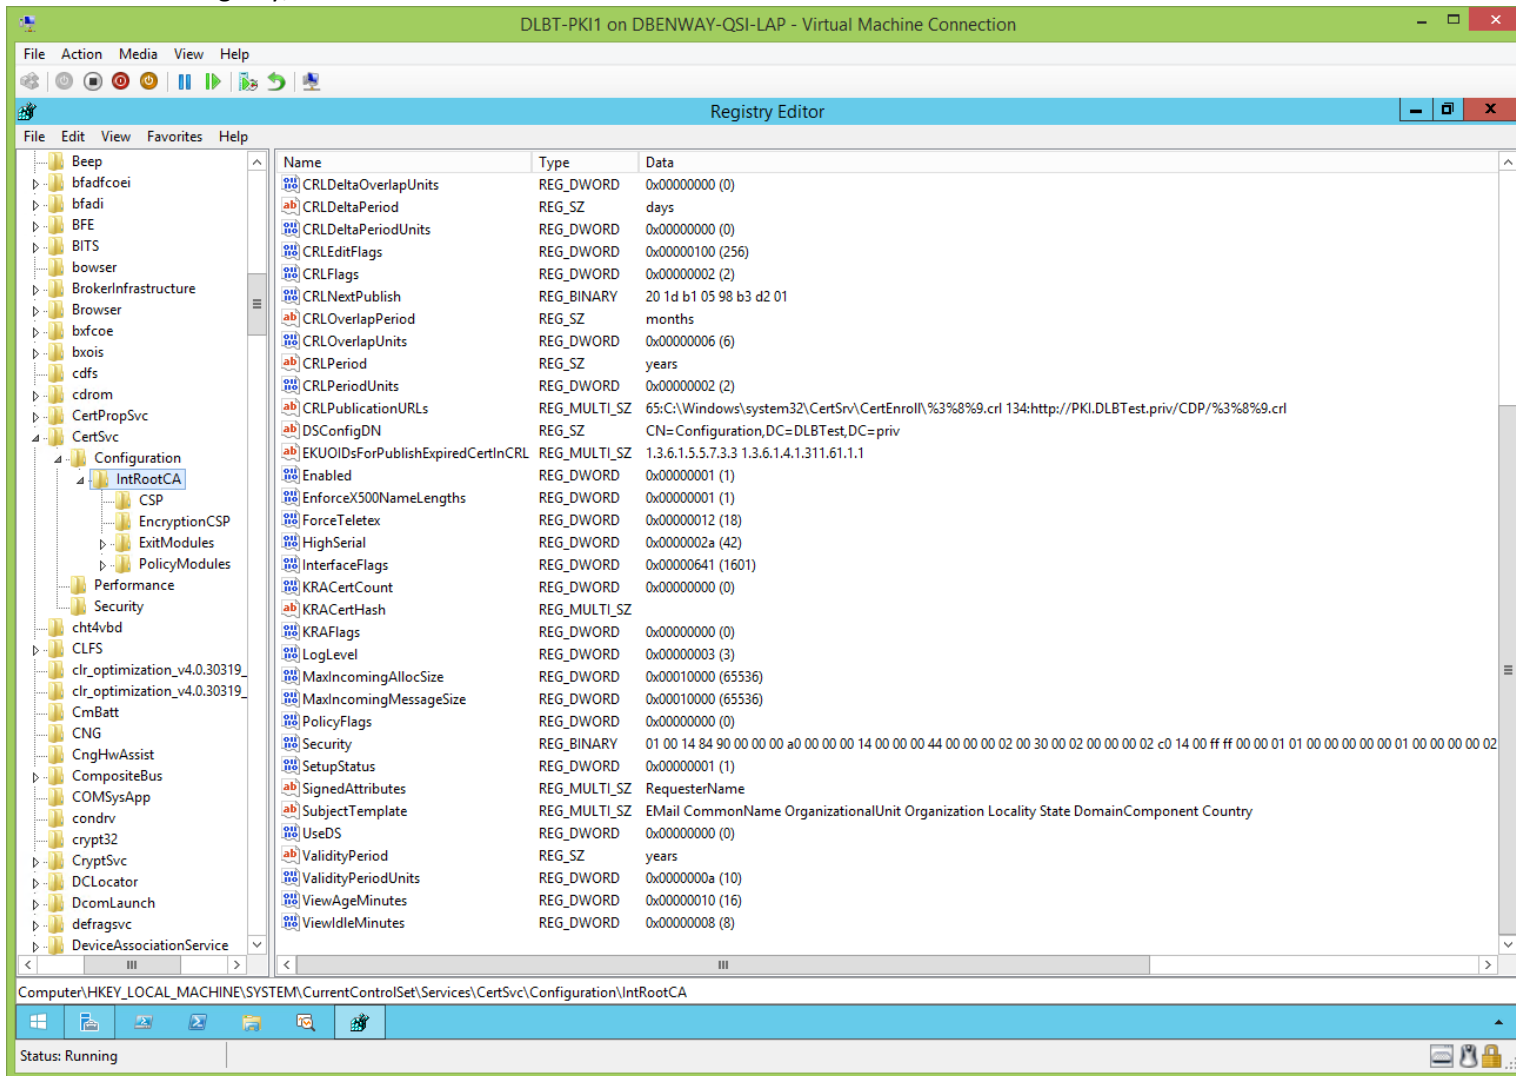 DLBT-PKI1 on DBENWAY-QSI-LAP - Virtual Machine Connection
File Action Media View Help
Registry Editor
File Edit View Favorites Help
Beep
bfadfcoei
bfadi
BFE
BITS
bowser
BrokerInfrastructure
Browser
bxfcoe
bxois
cdfs
cdrom
CertPropSvc
CertSvc
Configuration
IntRootCA
CSP
EncryptionCSP
ExitModules
PolicyModules
Performance
Security
cht4vbd
CLFS
clr_optimization_v4.0.30319_
clr_optimization_v4.0.30319_
CmBatt
CNG
CngHwAssist
CompositeBus
COMSysApp
condrv
crypt32
CryptSvc
DCLocator
DcomLaunch
defragsvc
DeviceAssociationService
Name Type Data
CRLDeltaOverlapUnits REG_DWORD 0x00000000 (0)
CRLDeltaPeriod REG_SZ days
CRLDeltaPeriodUnits REG_DWORD 0x00000000 (0)
CRLEditFlags REG_DWORD 0x00000100 (256)
CRLFlags REG_DWORD 0x00000002 (2)
CRLNextPublish REG_BINARY 20 1d b1 05 98 b3 d2 01
CRLOverlapPeriod REG_SZ months
CRLOverlapUnits REG_DWORD 0x00000006 (6)
CRLPeriod REG_SZ years
CRLPeriodUnits REG_DWORD 0x00000002 (2)
CRLPublicationURLs REG_MULTI_SZ 65:C:\Windows\system32\CertSrv\CertEnroll\%3%8%9.crl 134:http://PKI.DLBTest.priv/CDP/%3%8%9.crl
DSConfigDN REG_SZ CN=Configuration,DC=DLBTest,DC=priv
EKUOIDsForPublishExpiredCertInCRL REG_MULTI_SZ 1.3.6.1.5.5.7.3.3 1.3.6.1.4.1.311.61.1.1
Enabled REG_DWORD 0x00000001 (1)
EnforceX500NameLengths REG_DWORD 0x00000001 (1)
ForceTeletex REG_DWORD 0x00000012 (18)
HighSerial REG_DWORD 0x0000002a (42)
InterfaceFlags REG_DWORD 0x00000641 (1601)
KRACertCount REG_DWORD 0x00000000 (0)
KRACertHash REG_MULTI_SZ
KRAFlags REG_DWORD 0x00000000 (0)
LogLevel REG_DWORD 0x00000003 (3)
MaxIncomingAllocSize REG_DWORD 0x00010000 (65536)
MaxIncomingMessageSize REG_DWORD 0x00010000 (65536)
PolicyFlags REG_DWORD 0x00000000 (0)
Security REG_BINARY 01 00 14 84 90 00 00 00 a0 00 00 00 14 00 00 00 44 00 00 00 02 00 30 00 02 00 00 00 02 c0 14 00 ff ff 00 00 01 01 00 00 00 00 00 01 00 00 00 00 02
SetupStatus REG_DWORD 0x00000001 (1)
SignedAttributes REG_MULTI_SZ RequesterName
SubjectTemplate REG_MULTI_SZ EMail CommonName OrganizationalUnit Organization Locality State DomainComponent Country
UseDS REG_DWORD 0x00000000 (0)
ValidityPeriod REG_SZ years
ValidityPeriodUnits REG_DWORD 0x0000000a (10)
ViewAgeMinutes REG_DWORD 0x00000010 (16)
ViewIdleMinutes REG_DWORD 0x00000008 (8)
Computer\HKEY_LOCAL_MACHINE\SYSTEM\CurrentControlSet\Services\CertSvc\Configuration\IntRootCA
Status: Running